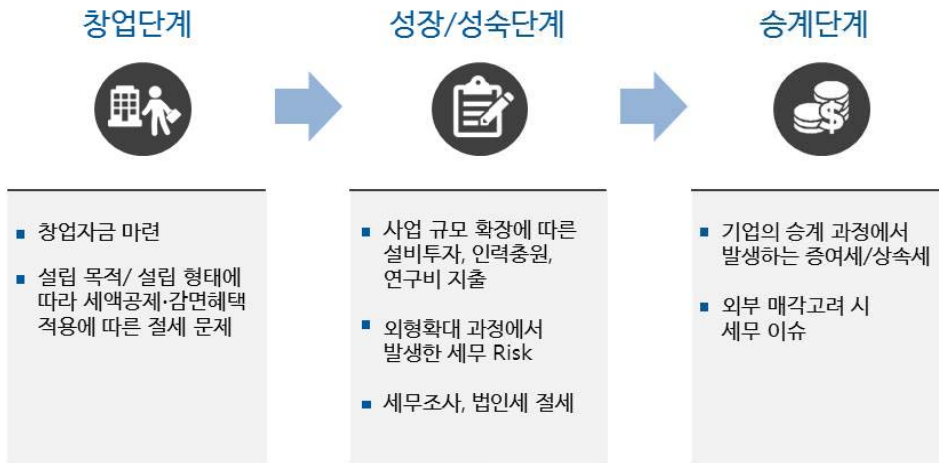 창업단계
성장/성숙단계
승계단계
창업자금 마련
설립 목적/ 설립 형태에
따라 세액공제·감면혜택
적용에 따른 절세 문제
사업 규모 확장에 따른
설비투자, 인력충원,
연구비 지출
외형확대 과정에서
발생한 세무 Risk
세무조사, 법인세 절세
기업의 승계 과정에서
발생하는 증여세/상속세
외부 매각고려 시
세무 이슈